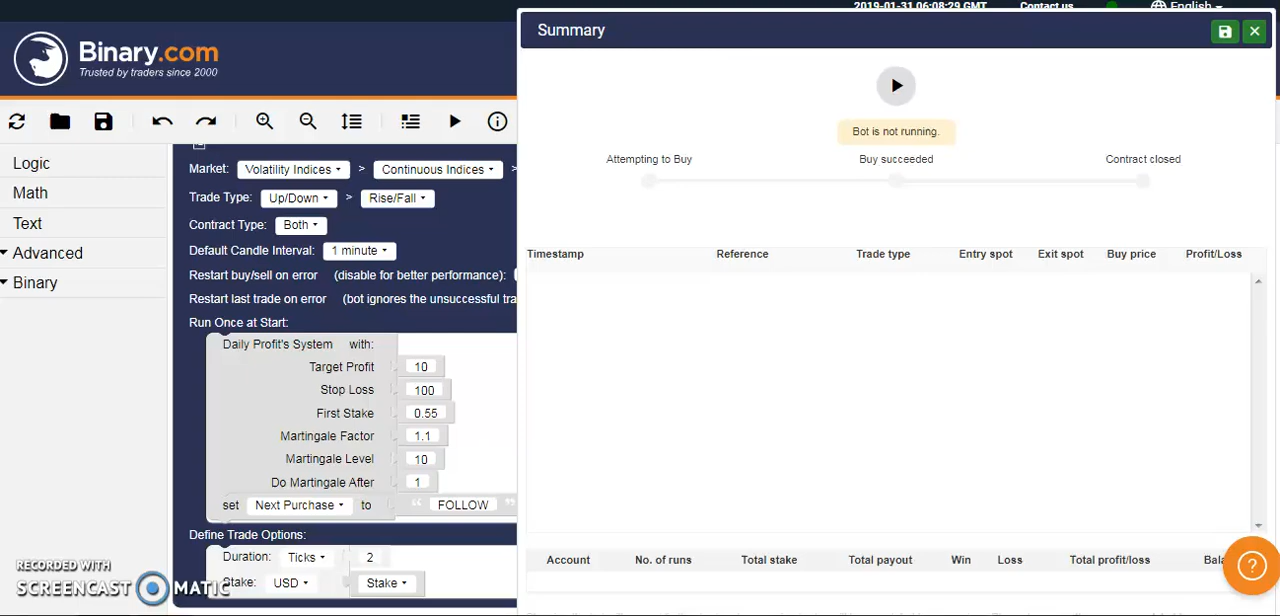 2019-01-31 06:08:29 GMT
Contact us
English
Binary.com
Trusted by traders since 2000
Summary
Bot is not running.
Attempting to Buy
Buy succeeded
Contract closed
Logic
Math
Text
Advanced
Binary
Market: Volatility Indices > Continuous Indices >
Trade Type: Up/Down > Rise/Fall
Contract Type: Both
Default Candle Interval: 1 minute
Restart buy/sell on error (disable for better performance):
Restart last trade on error (bot ignores the unsuccessful tra
Run Once at Start:
Daily Profit's System with:
Target Profit 10
Stop Loss 100
First Stake 0.55
Martingale Factor 1.1
Martingale Level 10
Do Martingale After 1
set Next Purchase to “ FOLLOW ”
Define Trade Options:
Duration: Ticks 2
Stake: USD Stake
Timestamp Reference Trade type Entry spot Exit spot Buy price Profit/Loss
Account No. of runs Total stake Total payout Win Loss Total profit/loss Bala
?
RECORDED WITH
SCREENCAST MATIC